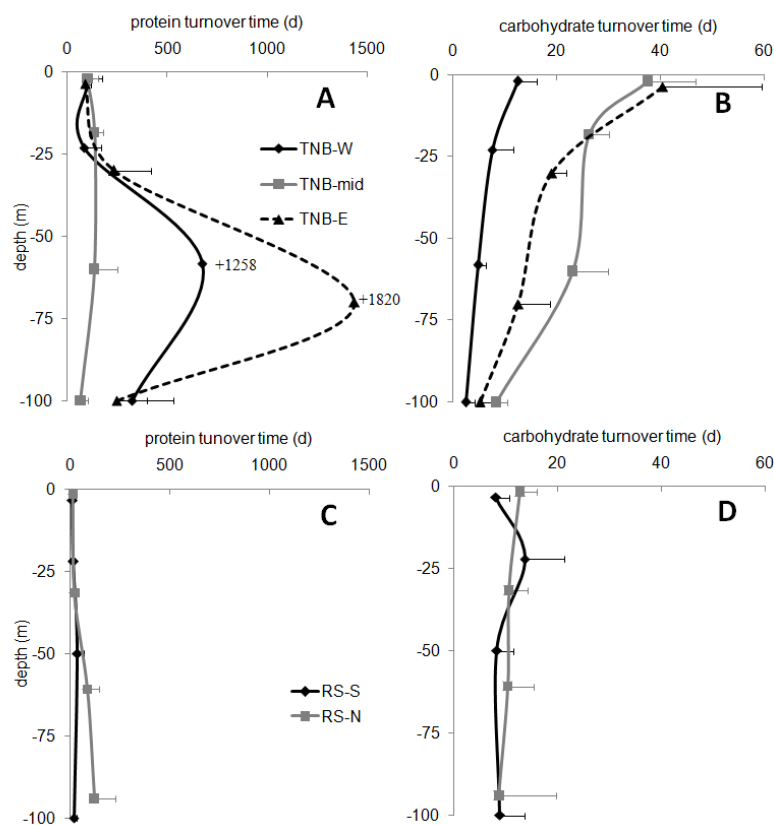 protein turnover time (d)
0 500 1000 1500
0
-25
-50
-75
-100
depth (m)
A
TNB-W
TNB-mid
TNB-E
+1258
+1820
carbohydrate turnover time (d)
0 20 40 60
0
-25
-50
-75
-100
B
protein turnover time (d)
0 500 1000 1500
0
-25
-50
-75
-100
depth (m)
C
RS-S
RS-N
carbohydrate turnover time (d)
0 20 40 60
0
-25
-50
-75
-100
D